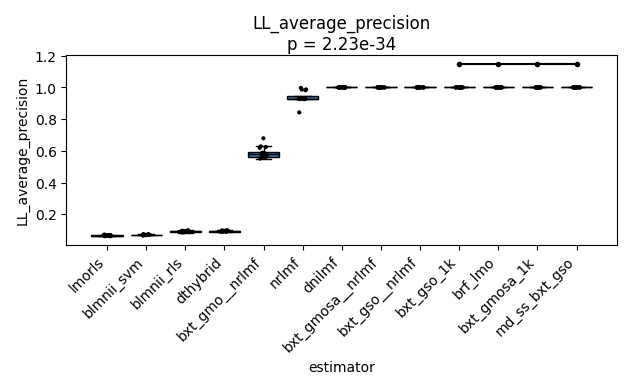 LL_average_precision
p = 2.23e-34
LL_average_precision
1.2
1.0
0.8
0.6
0.4
0.2
lmorls
blmnii_svm
blmnii_rls
dthybrid
bxt_gmo__nrlmf
nrlmf
dnilmf
bxt_gmosa__nrlmf
bxt_gso__nrlmf
bxt_gso_1k
brf_lmo
bxt_gmosa_1k
md_ss_bxt_gso
estimator